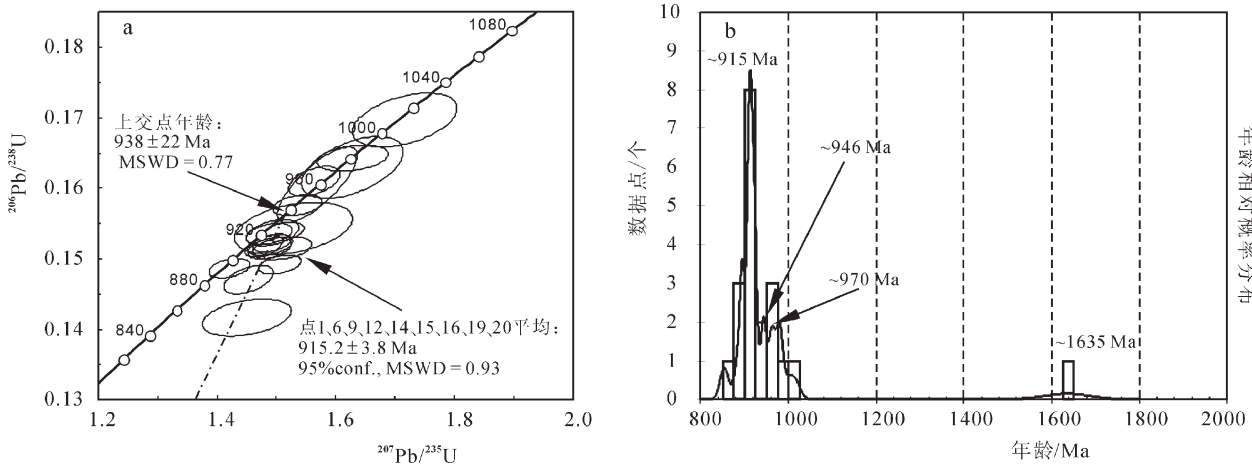 a
0.18
0.17
0.16
0.15
0.14
0.13
²⁰⁶Pb/²³⁸U
1080
1040
1000
960
920
880
840
上交点年龄:
938±22 Ma
MSWD=0.77
点1,6,9,12,14,15,16,19,20平均:
915.2±3.8 Ma
95%conf., MSWD=0.93
1.2 1.4 1.6 1.8 2.0
²⁰⁷Pb/²³⁵U
b
10
9
8
7
6
5
4
3
2
1
0
数据点/个
~915 Ma
~946 Ma
~970 Ma
~1635 Ma
年龄相对概率分布
800 1000 1200 1400 1600 1800 2000
年龄/Ma